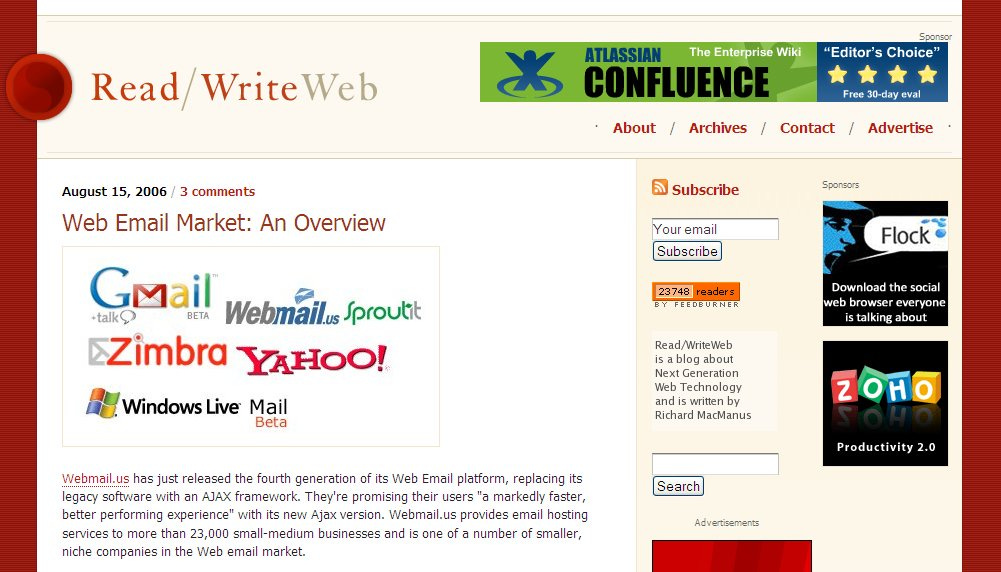 Sponsor
Read/WriteWeb
ATLASSIAN
CONFLUENCE
The Enterprise Wiki
"Editor's Choice"
Free 30-day eval
· About / Archives / Contact / Advertise ·
August 15, 2006 / 3 comments
Web Email Market: An Overview
Gmail™
+talk BETA
Webmail.us
Sproutit
Zimbra
YAHOO!
Windows Live Mail
Beta
Webmail.us has just released the fourth generation of its Web Email platform, replacing its
legacy software with an AJAX framework. They're promising their users "a markedly faster,
better performing experience" with its new Ajax version. Webmail.us provides email hosting
services to more than 23,000 small-medium businesses and is one of a number of smaller,
niche companies in the Web email market.
Subscribe
Your email
Subscribe
23748 readers
BY FEEDBURNER
Read/WriteWeb
is a blog about
Next Generation
Web Technology
and is written by
Richard MacManus
Search
Advertisements
Sponsors
Flock
Download the social
web browser everyone
is talking about
ZOHO
Productivity 2.0